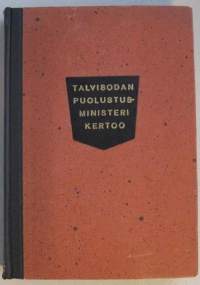 TALVISODAN
PUOLUSTUS-
MINISTERI
KERTOO